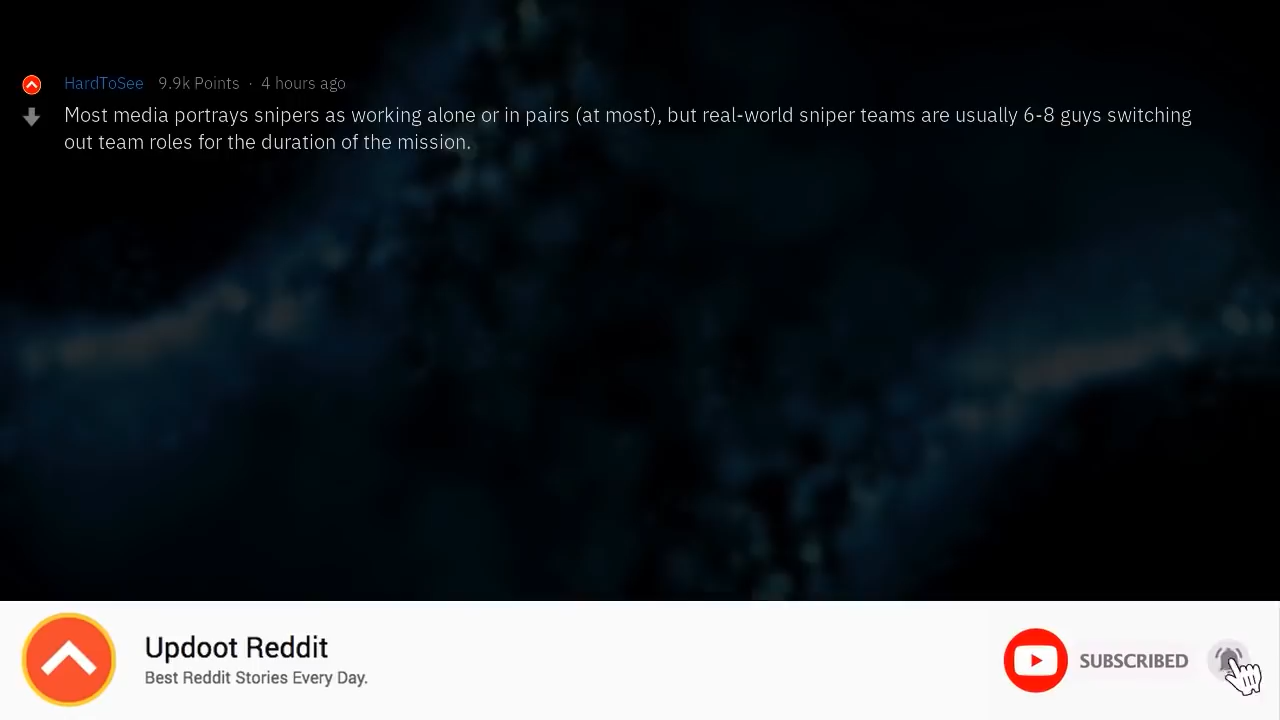 HardToSee 9.9k Points · 4 hours ago
Most media portrays snipers as working alone or in pairs (at most), but real-world sniper teams are usually 6-8 guys switching
out team roles for the duration of the mission.
Updoot Reddit
Best Reddit Stories Every Day.
SUBSCRIBED